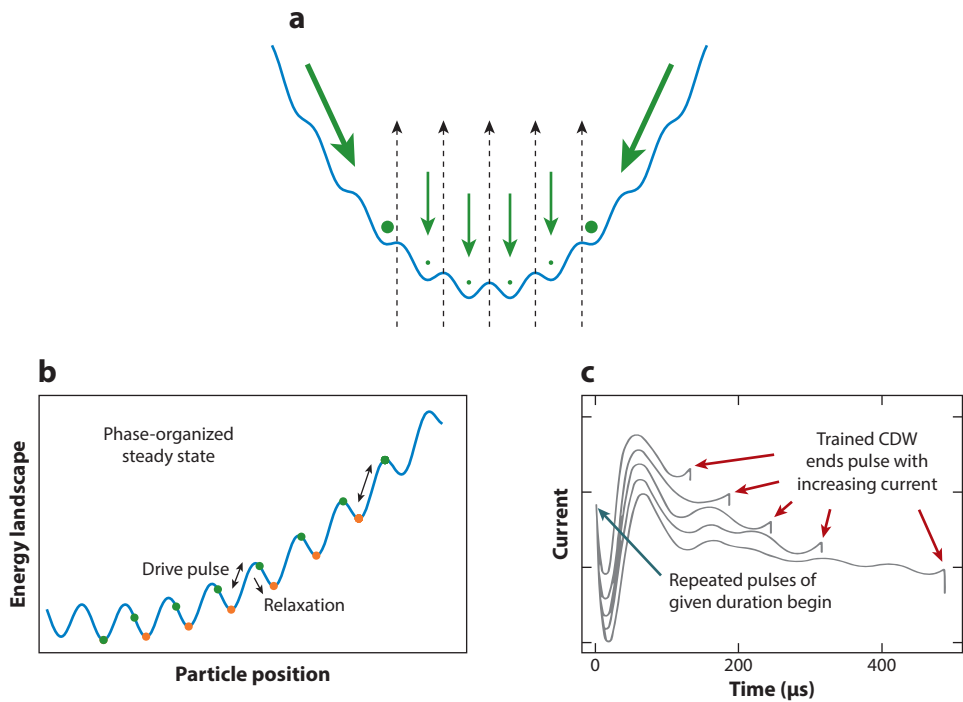 a
b
Energy landscape
Phase-organized
steady state
Drive pulse
Relaxation
Particle position
c
Current
Trained CDW
ends pulse with
increasing current
Repeated pulses of
given duration begin
0
200
400
Time (μs)